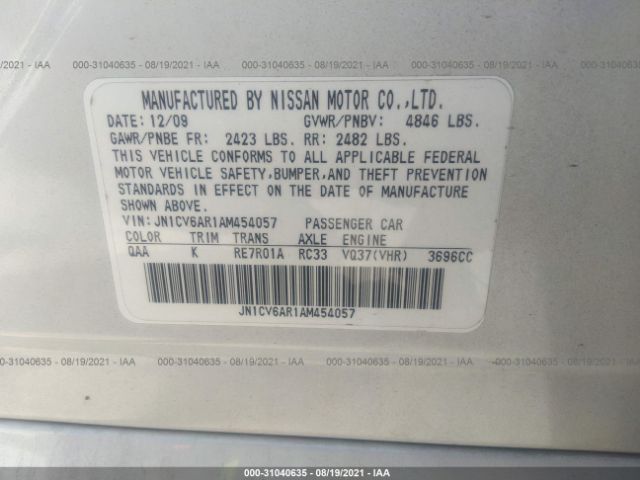 000-31040635 - 08/19/2021 - IAA
000-31040635 - 08/19/2021 - IAA
000-31040635 - 08/19/2021 - IAA
MANUFACTURED BY NISSAN MOTOR CO.,LTD.
DATE: 12/09 GVWR/PNBV: 4846 LBS.
GAWR/PNBE FR: 2423 LBS. RR: 2482 LBS.
THIS VEHICLE CONFORMS TO ALL APPLICABLE FEDERAL
MOTOR VEHICLE SAFETY,BUMPER,AND THEFT PREVENTION
STANDARDS IN EFFECT ON THE DATE OF MANUFACTURE
SHOWN ABOVE.
VIN: JN1CV6AR1AM454057 PASSENGER CAR
COLOR TRIM TRANS AXLE ENGINE
QAA K RE7R01A RC33 VQ37(VHR) 3696CC
JN1CV6AR1AM454057
000-31040635 - 08/19/2021 - IAA
000-31040635 - 08/19/2021 - IAA
000-31040635 - 08/19/2021 - IAA
-000-31040635 - 08/19/2021 - IAA
000-31040635 - 08/19/2021 - IAA